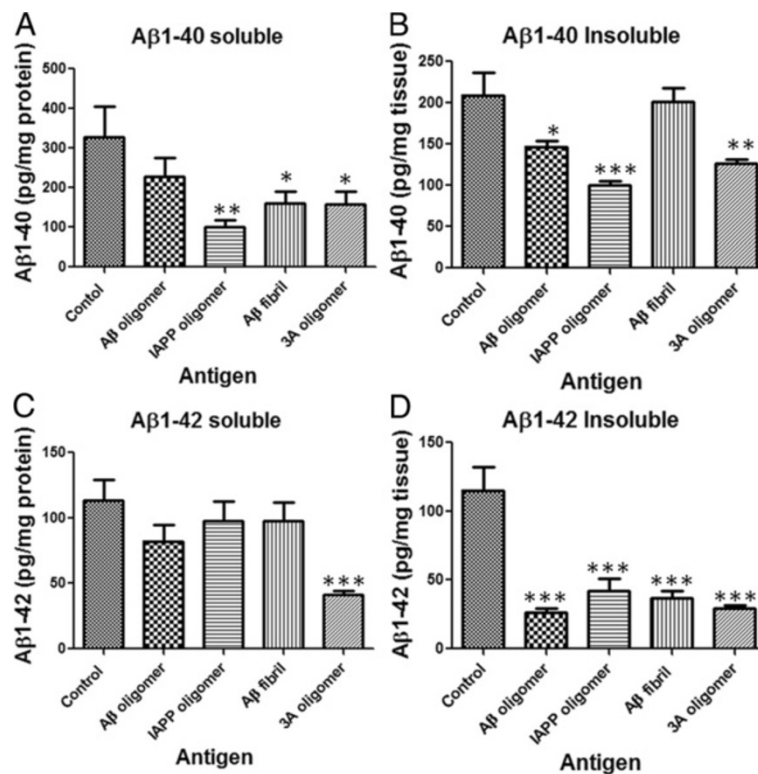 A
Aβ1-40 soluble
Aβ1-40 (pg/mg protein)
500
400
300
200
100
0
**
*
*
Contol
Aβ oligomer
IAPP oligomer
Aβ fibril
3A oligomer
Antigen
B
Aβ1-40 Insoluble
Aβ1-40 (pg/mg tissue)
250
200
150
100
50
0
*
***
**
Control
Aβ oligomer
IAPP oligomer
Aβ fibril
3A oligomer
Antigen
C
Aβ1-42 soluble
Aβ1-42 (pg/mg protein)
150
100
50
0
***
Control
Aβ oligomer
IAPP oligomer
Aβ fibril
3A oligomer
Antigen
D
Aβ1-42 Insoluble
Aβ1-42 (pg/mg tissue)
150
100
50
0
***
***
***
***
Control
Aβ oligomer
IAPP oligomer
Aβ fibril
3A oligomer
Antigen